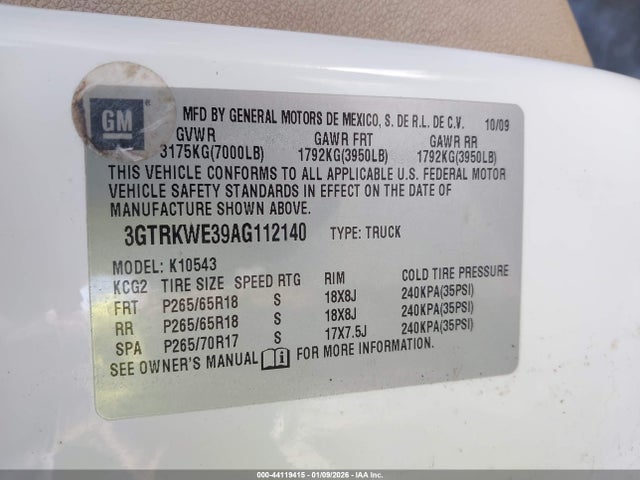 GM
MFD BY GENERAL MOTORS DE MEXICO, S. DE R.L. DE C.V. 10/09
GVWR GAWR FRT GAWR RR
3175KG(7000LB) 1792KG(3950LB) 1792KG(3950LB)
THIS VEHICLE CONFORMS TO ALL APPLICABLE U.S. FEDERAL MOTOR
VEHICLE SAFETY STANDARDS IN EFFECT ON THE DATE OF
MANUFACTURE SHOWN ABOVE.
3GTRKWE39AG112140 TYPE: TRUCK
MODEL: K10543
KCG2 TIRE SIZE SPEED RTG RIM COLD TIRE PRESSURE
FRT P265/65R18 S 18X8J 240KPA(35PSI)
RR P265/65R18 S 18X8J 240KPA(35PSI)
SPA P265/70R17 S 17X7.5J 240KPA(35PSI)
SEE OWNER'S MANUAL FOR MORE INFORMATION.
000-44119415 - 01/09/2026 - IAAI